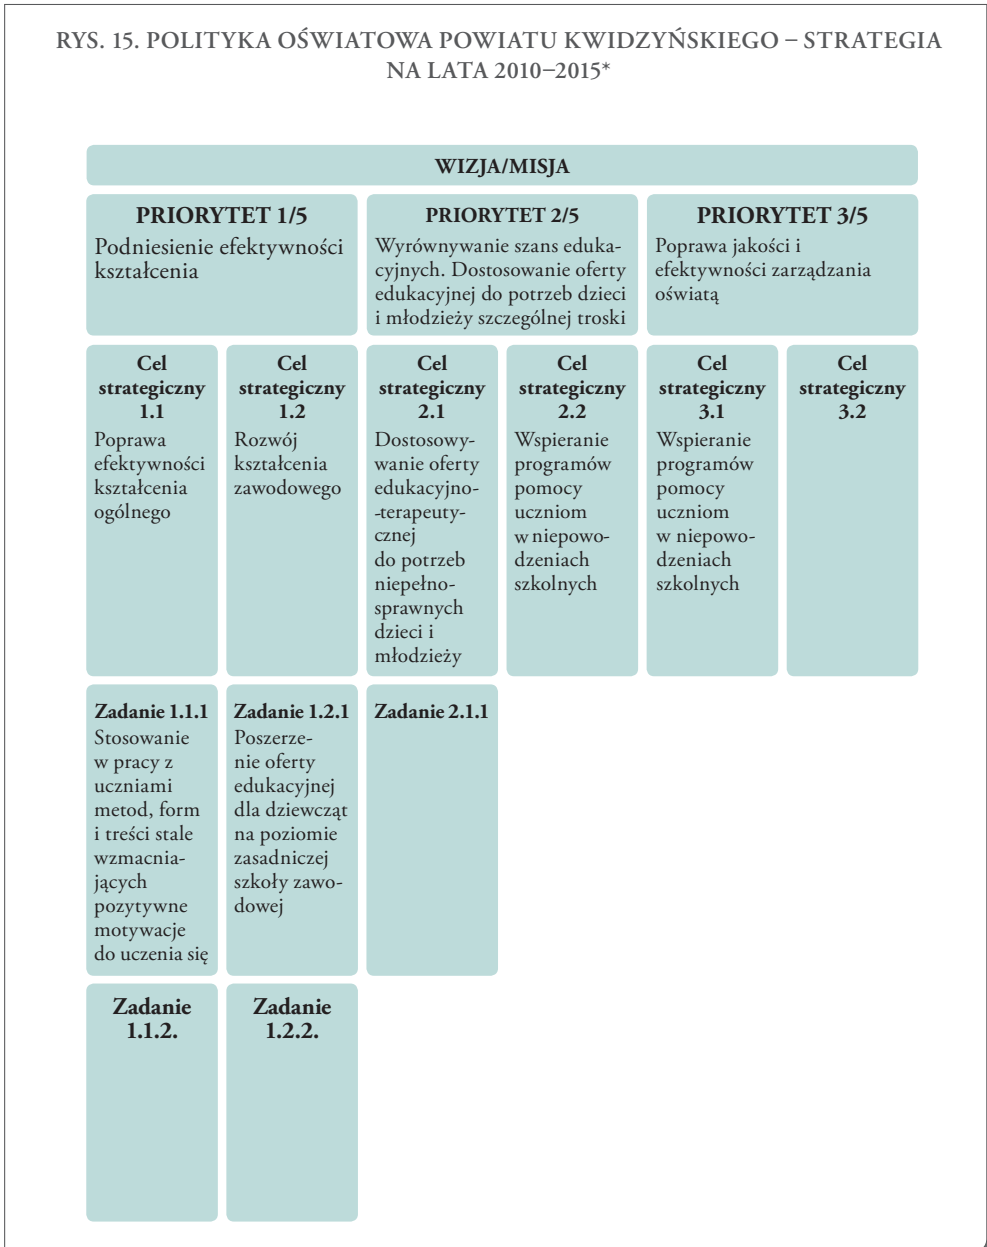 RYS. 15. POLITYKA OŚWIATOWA POWIATU KWIDZYŃSKIEGO – STRATEGIA
NA LATA 2010–2015*
WIZJA/MISJA
PRIORYTET 1/5
Podniesienie efektywności
kształcenia
PRIORYTET 2/5
Wyrównywanie szans eduka-
cyjnych. Dostosowanie oferty
edukacyjnej do potrzeb dzieci
i młodzieży szczególnej troski
PRIORYTET 3/5
Poprawa jakości i
efektywności zarządzania
oświatą
Cel
strategiczny
1.1
Poprawa
efektywności
kształcenia
ogólnego
Cel
strategiczny
1.2
Rozwój
kształcenia
zawodowego
Cel
strategiczny
2.1
Dostosowy-
wanie oferty
edukacyjno-
-terapeuty-
cznej
do potrzeb
niepełno-
sprawnych
dzieci i
młodzieży
Cel
strategiczny
2.2
Wspieranie
programów
pomocy
uczniom
w niepowo-
dzeniach
szkolnych
Cel
strategiczny
3.1
Wspieranie
programów
pomocy
uczniom
w niepowo-
dzeniach
szkolnych
Cel
strategiczny
3.2
Zadanie 1.1.1
Stosowanie
w pracy z
uczniami
metod, form
i treści stale
wzmacnia-
jących
pozytywne
motywacje
do uczenia się
Zadanie 1.2.1
Poszerze-
nie oferty
edukacyjnej
dla dziewcząt
na poziomie
zasadniczej
szkoły zawo-
dowej
Zadanie 2.1.1
Zadanie
1.1.2.
Zadanie
1.2.2.